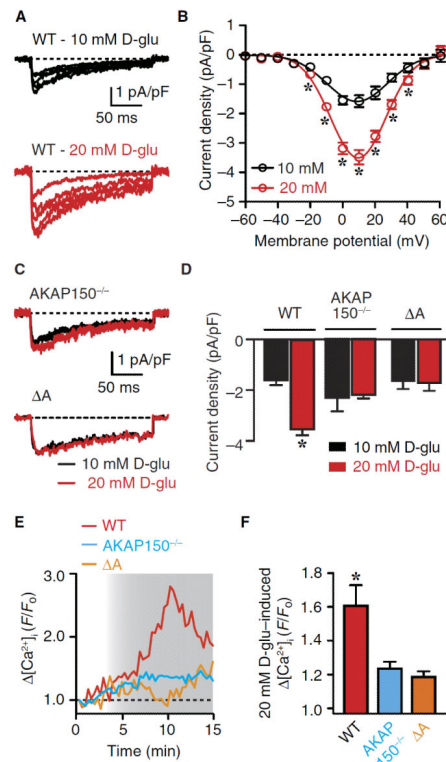 A
WT - 10 mM D-glu
1 pA/pF
50 ms
WT - 20 mM D-glu
B
Membrane potential (mV)
Current density (pA/pF)
0
–1
–2
–3
–4
–5
–60 –40 –20 0 20 40 60
10 mM
20 mM
* * * * * * *
C
AKAP150–/–
1 pA/pF
50 ms
ΔA
10 mM D-glu
20 mM D-glu
D
WT
AKAP
150–/–
ΔA
Current density (pA/pF)
0
–2
–4
*
10 mM D-glu
20 mM D-glu
E
WT
AKAP150–/–
ΔA
Δ[Ca2+]i (F/Fo)
3.0
2.0
1.0
0 5 10 15
Time (min)
F
20 mM D-glu–induced
Δ[Ca2+]i (F/Fo)
1.8
1.6
1.4
1.2
1.0
*
WT
AKAP
150–/–
ΔA